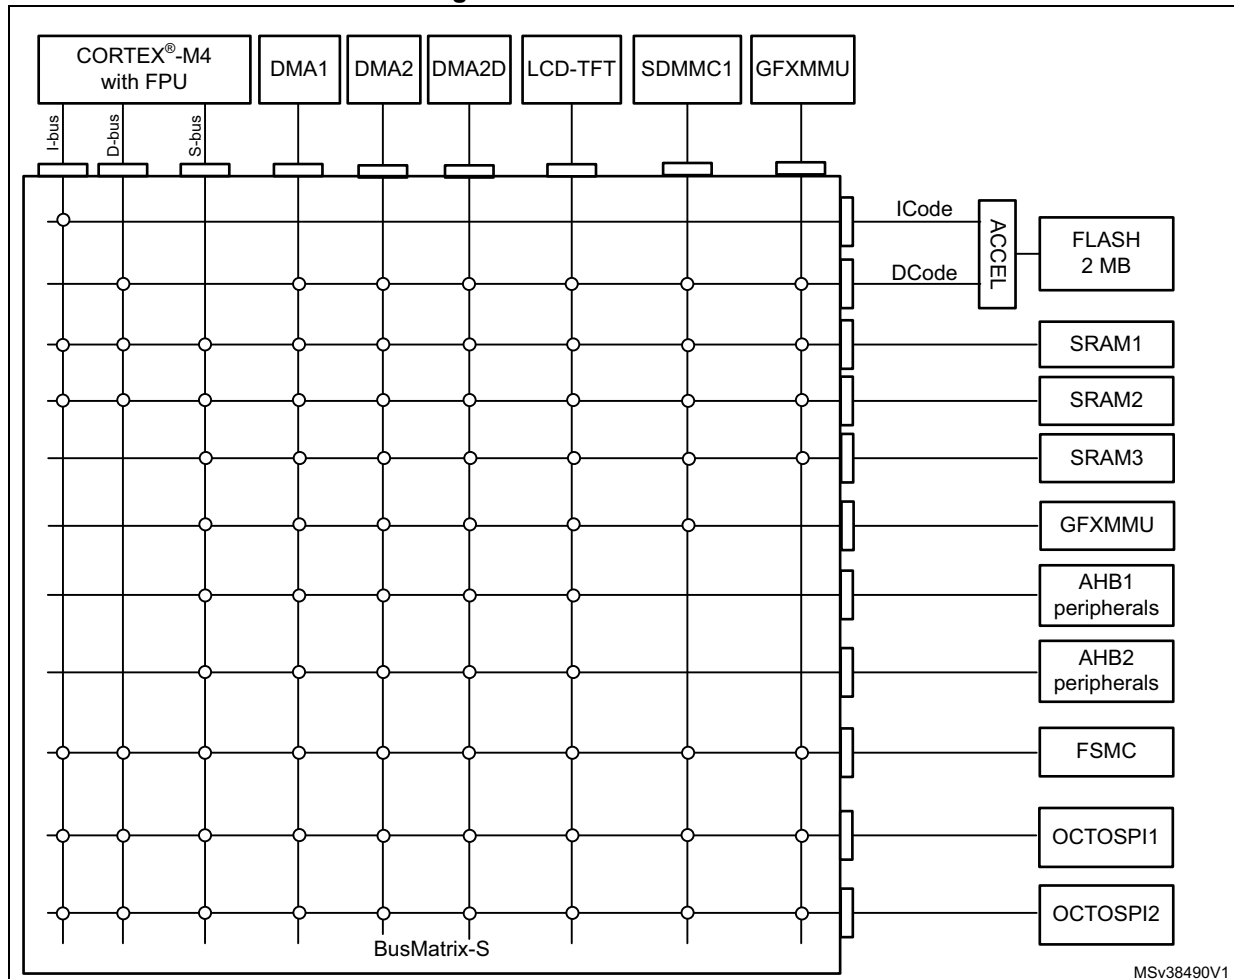 CORTEX®-M4
with FPU
DMA1
DMA2
DMA2D
LCD-TFT
SDMMC1
GFXMMU
I-bus
D-bus
S-bus
ICode
DCode
ACCEL
FLASH
2 MB
SRAM1
SRAM2
SRAM3
GFXMMU
AHB1
peripherals
AHB2
peripherals
FSMC
OCTOSPI1
OCTOSPI2
BusMatrix-S
MSv38490V1